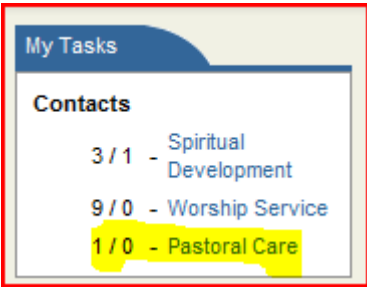 My Tasks
Contacts
3 / 1 - Spiritual
Development
9 / 0 - Worship Service
1 / 0 - Pastoral Care